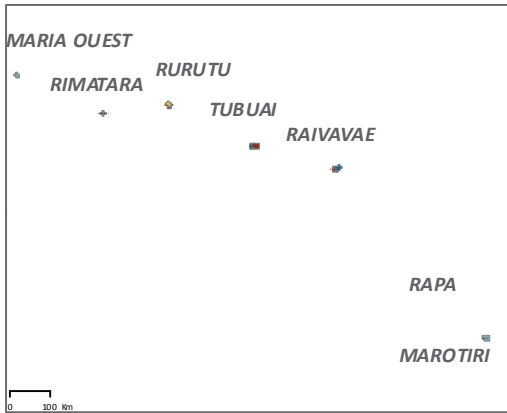 MARIA OUEST
RURUTU
RIMATARA
TUBUAI
RAIVAVAE
RAPA
MAROTIRI
0 100 Km